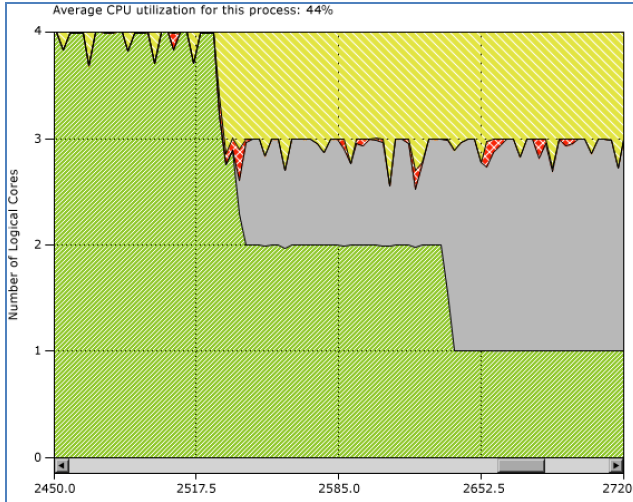 Average CPU utilization for this process: 44%
4
3
2
1
0
Number of Logical Cores
2450.0 2517.5 2585.0 2652.5 2720.0